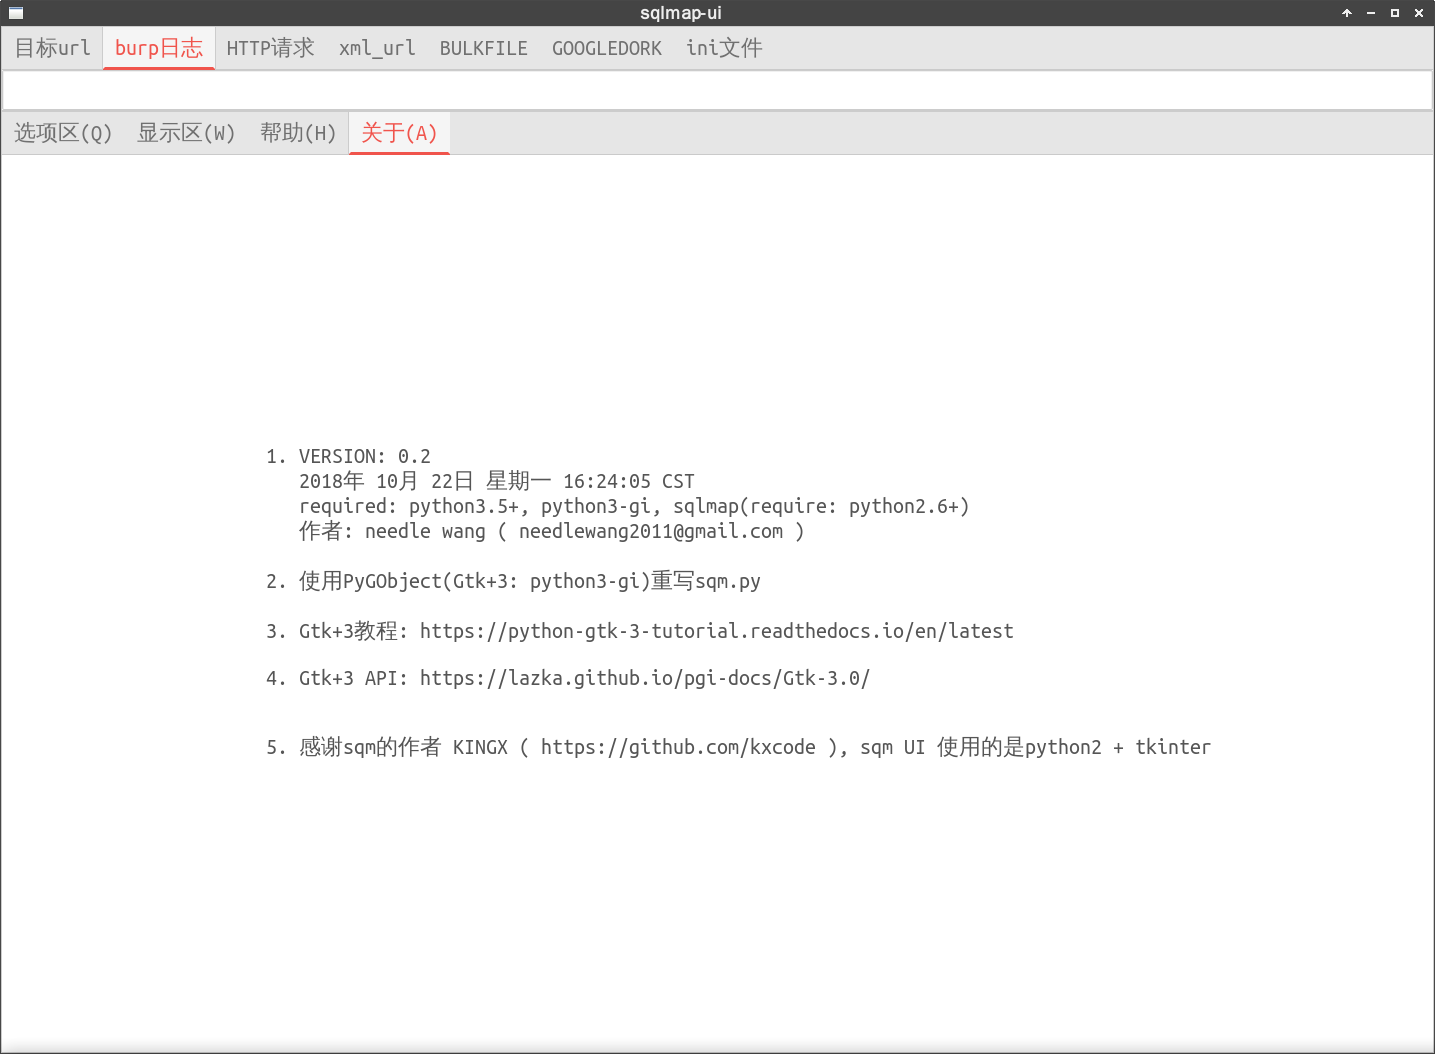 sqlmap-ui
目标url burp日志 HTTP请求 xml_url BULKFILE GOOGLEDORK ini文件
选项区(Q) 显示区(W) 帮助(H) 关于(A)
1. VERSION: 0.2
2018年 10月 22日 星期一 16:24:05 CST
required: python3.5+, python3-gi, sqlmap(require: python2.6+)
作者: needle wang ( needlewang2011@gmail.com )
2. 使用PyGObject(Gtk+3: python3-gi)重写sqm.py
3. Gtk+3教程: https://python-gtk-3-tutorial.readthedocs.io/en/latest
4. Gtk+3 API: https://lazka.github.io/pgi-docs/Gtk-3.0/
5. 感谢sqm的作者 KINGX ( https://github.com/kxcode ), sqm UI 使用的是python2 + tkinter